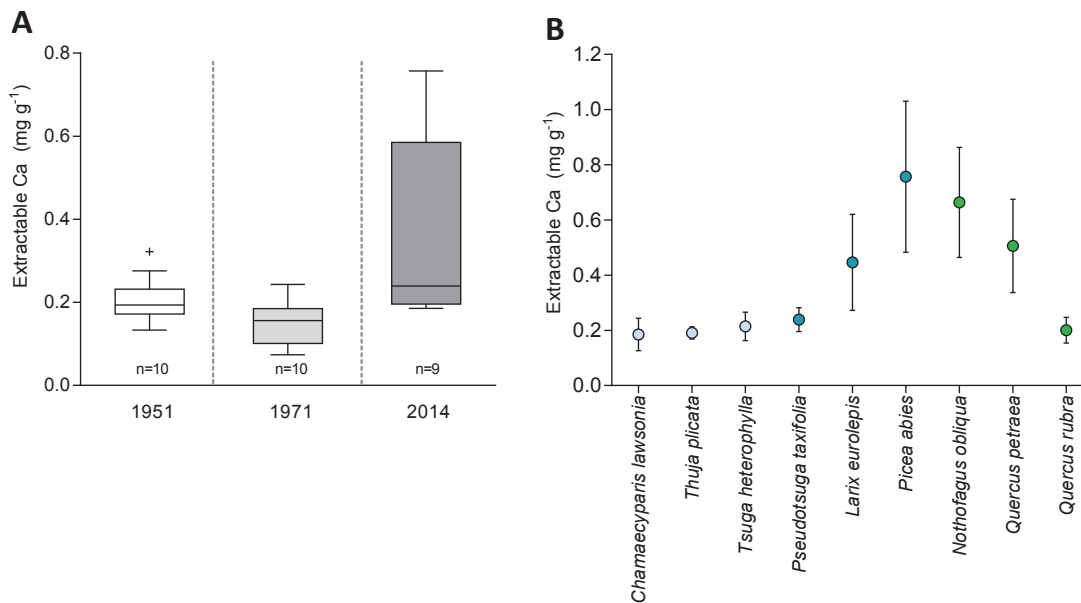 A
Extractable Ca (mg g⁻¹)
0.8
0.6
0.4
0.2
0.0
+
n=10
n=10
n=9
1951
1971
2014
B
Extractable Ca (mg g⁻¹)
1.2
1.0
0.8
0.6
0.4
0.2
0.0
Chamaecyparis lawsonia
Thuja plicata
Tsuga heterophylla
Pseudotsuga taxifolia
Larix eurolepis
Picea abies
Nothofagus obliqua
Quercus petraea
Quercus rubra